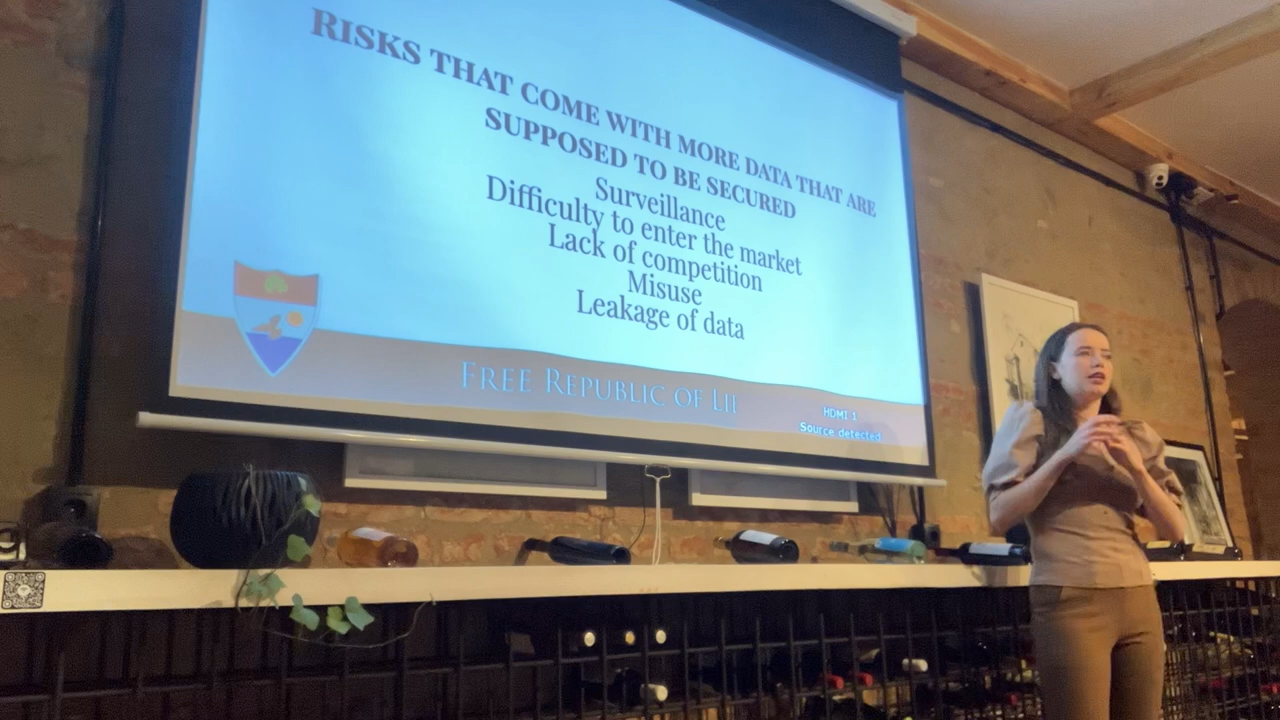 RISKS THAT COME WITH MORE DATA THAT ARE
SUPPOSED TO BE SECURED
Surveillance
Difficulty to enter the market
Lack of competition
Misuse
Leakage of data
FREE REPUBLIC OF LI
HDMI 1
Source detected